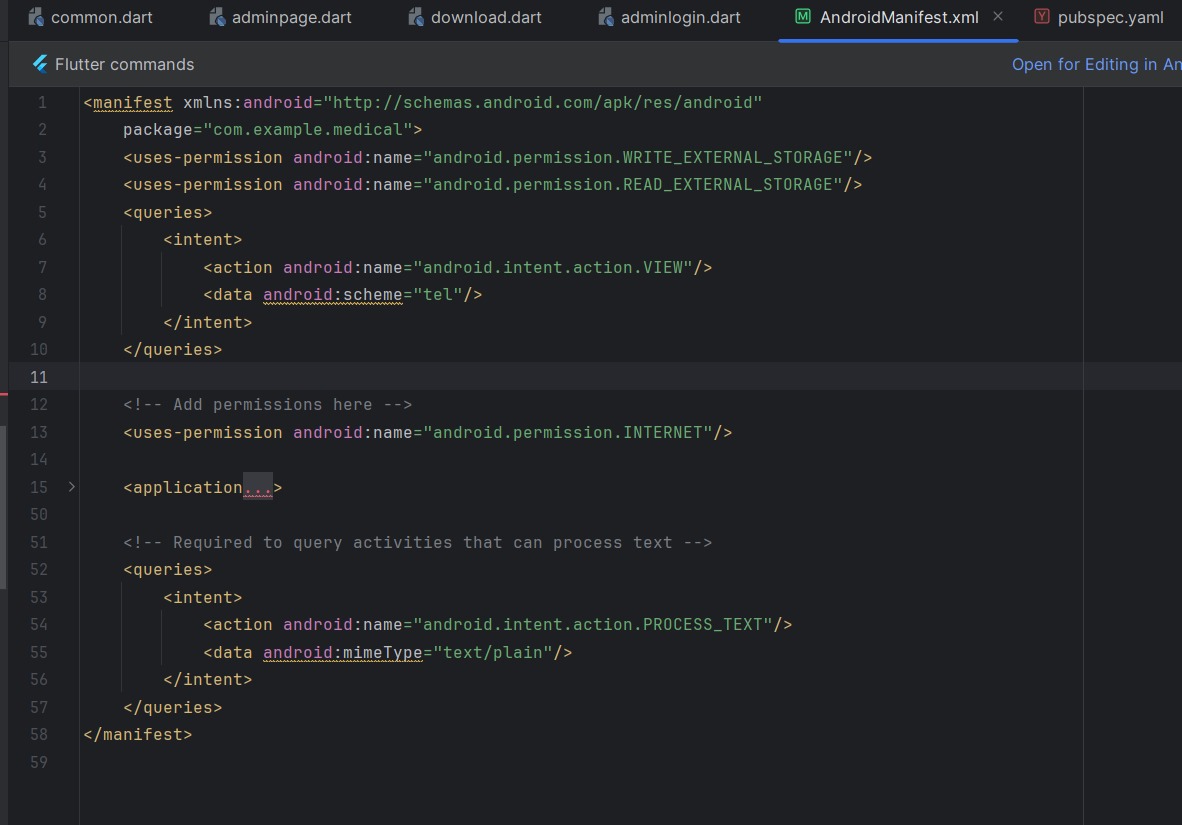 common.dart adminpage.dart download.dart adminlogin.dart M AndroidManifest.xml × Y pubspec.yaml
Flutter commands Open for Editing in An
1 <manifest xmlns:android="http://schemas.android.com/apk/res/android"
2     package="com.example.medical">
3     <uses-permission android:name="android.permission.WRITE_EXTERNAL_STORAGE"/>
4     <uses-permission android:name="android.permission.READ_EXTERNAL_STORAGE"/>
5     <queries>
6         <intent>
7             <action android:name="android.intent.action.VIEW"/>
8             <data android:scheme="tel"/>
9         </intent>
10     </queries>
11
12     <!-- Add permissions here -->
13     <uses-permission android:name="android.permission.INTERNET"/>
14
15     <application...>
50
51     <!-- Required to query activities that can process text -->
52     <queries>
53         <intent>
54             <action android:name="android.intent.action.PROCESS_TEXT"/>
55             <data android:mimeType="text/plain"/>
56         </intent>
57     </queries>
58 </manifest>
59